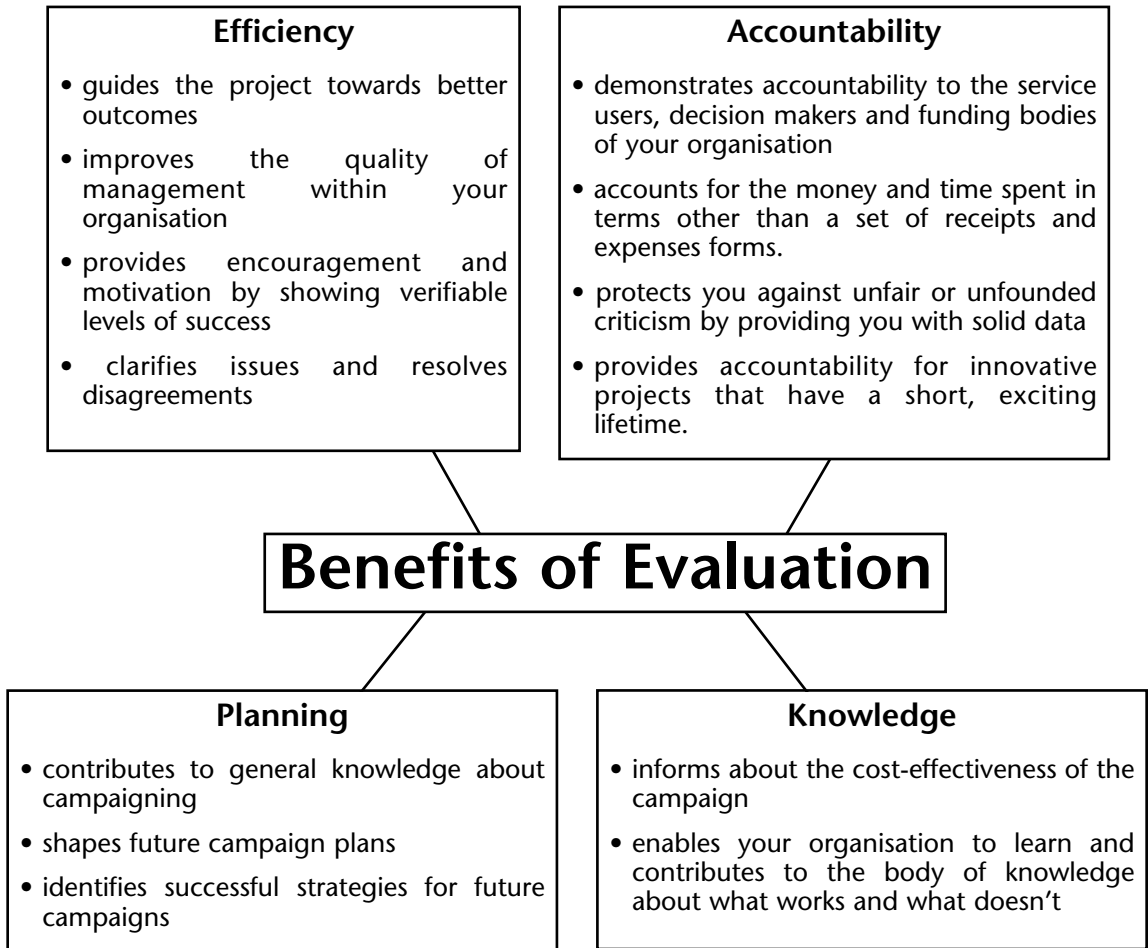 Efficiency
• guides the project towards better
outcomes
• improves the quality of
management within your
organisation
• provides encouragement and
motivation by showing verifiable
levels of success
• clarifies issues and resolves
disagreements
Accountability
• demonstrates accountability to the service
users, decision makers and funding bodies
of your organisation
• accounts for the money and time spent in
terms other than a set of receipts and
expenses forms.
• protects you against unfair or unfounded
criticism by providing you with solid data
• provides accountability for innovative
projects that have a short, exciting
lifetime.
Benefits of Evaluation
Planning
• contributes to general knowledge about
campaigning
• shapes future campaign plans
• identifies successful strategies for future
campaigns
Knowledge
• informs about the cost-effectiveness of the
campaign
• enables your organisation to learn and
contributes to the body of knowledge
about what works and what doesn’t